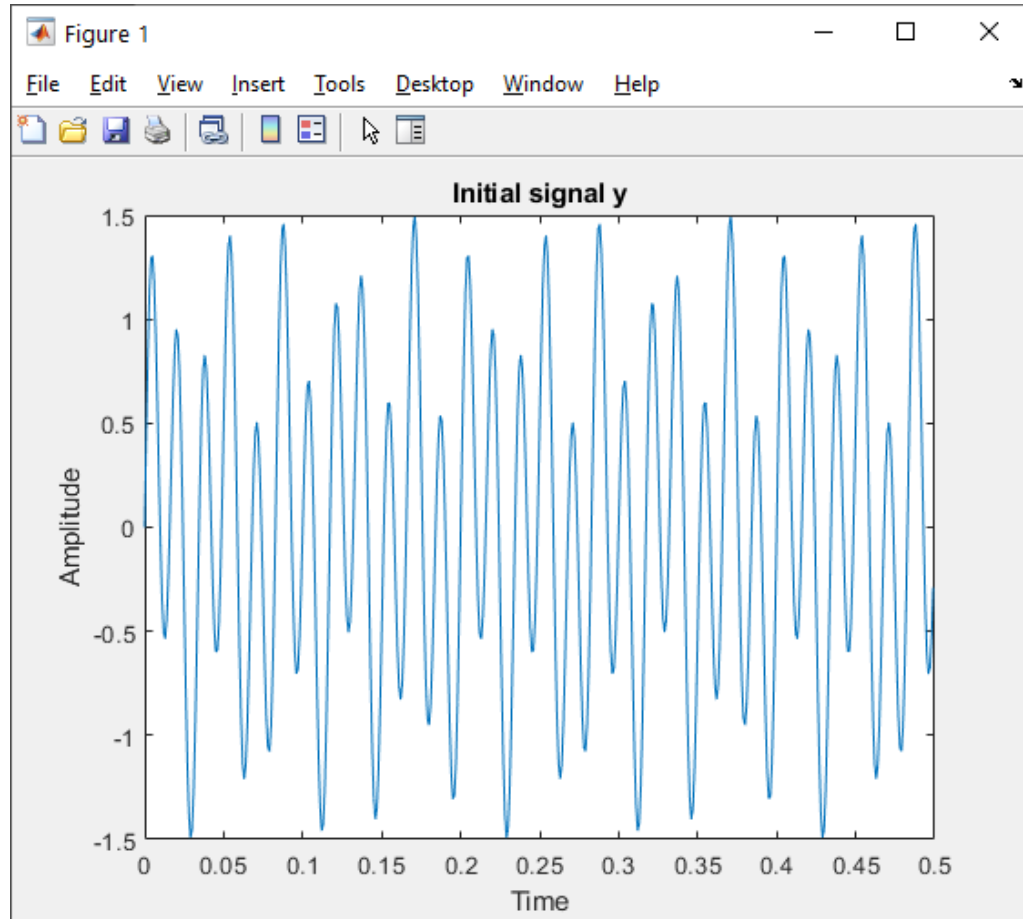 Figure 1
File Edit View Insert Tools Desktop Window Help
Initial signal y
1.5
1
0.5
0
-0.5
-1
-1.5
Amplitude
0 0.05 0.1 0.15 0.2 0.25 0.3 0.35 0.4 0.45 0.5
Time